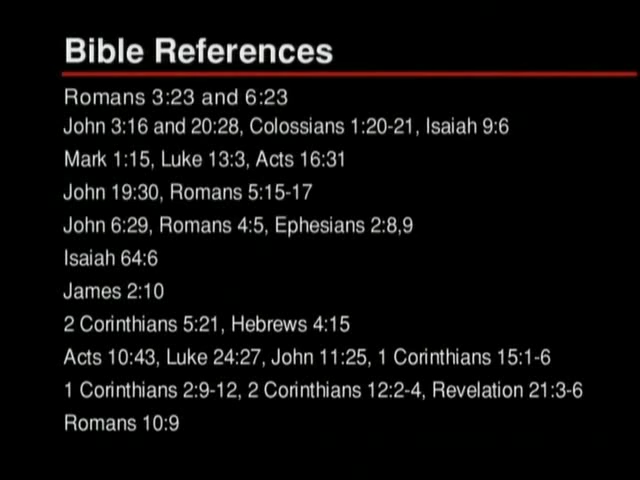 Bible References
Romans 3:23 and 6:23
John 3:16 and 20:28, Colossians 1:20-21, Isaiah 9:6
Mark 1:15, Luke 13:3, Acts 16:31
John 19:30, Romans 5:15-17
John 6:29, Romans 4:5, Ephesians 2:8,9
Isaiah 64:6
James 2:10
2 Corinthians 5:21, Hebrews 4:15
Acts 10:43, Luke 24:27, John 11:25, 1 Corinthians 15:1-6
1 Corinthians 2:9-12, 2 Corinthians 12:2-4, Revelation 21:3-6
Romans 10:9